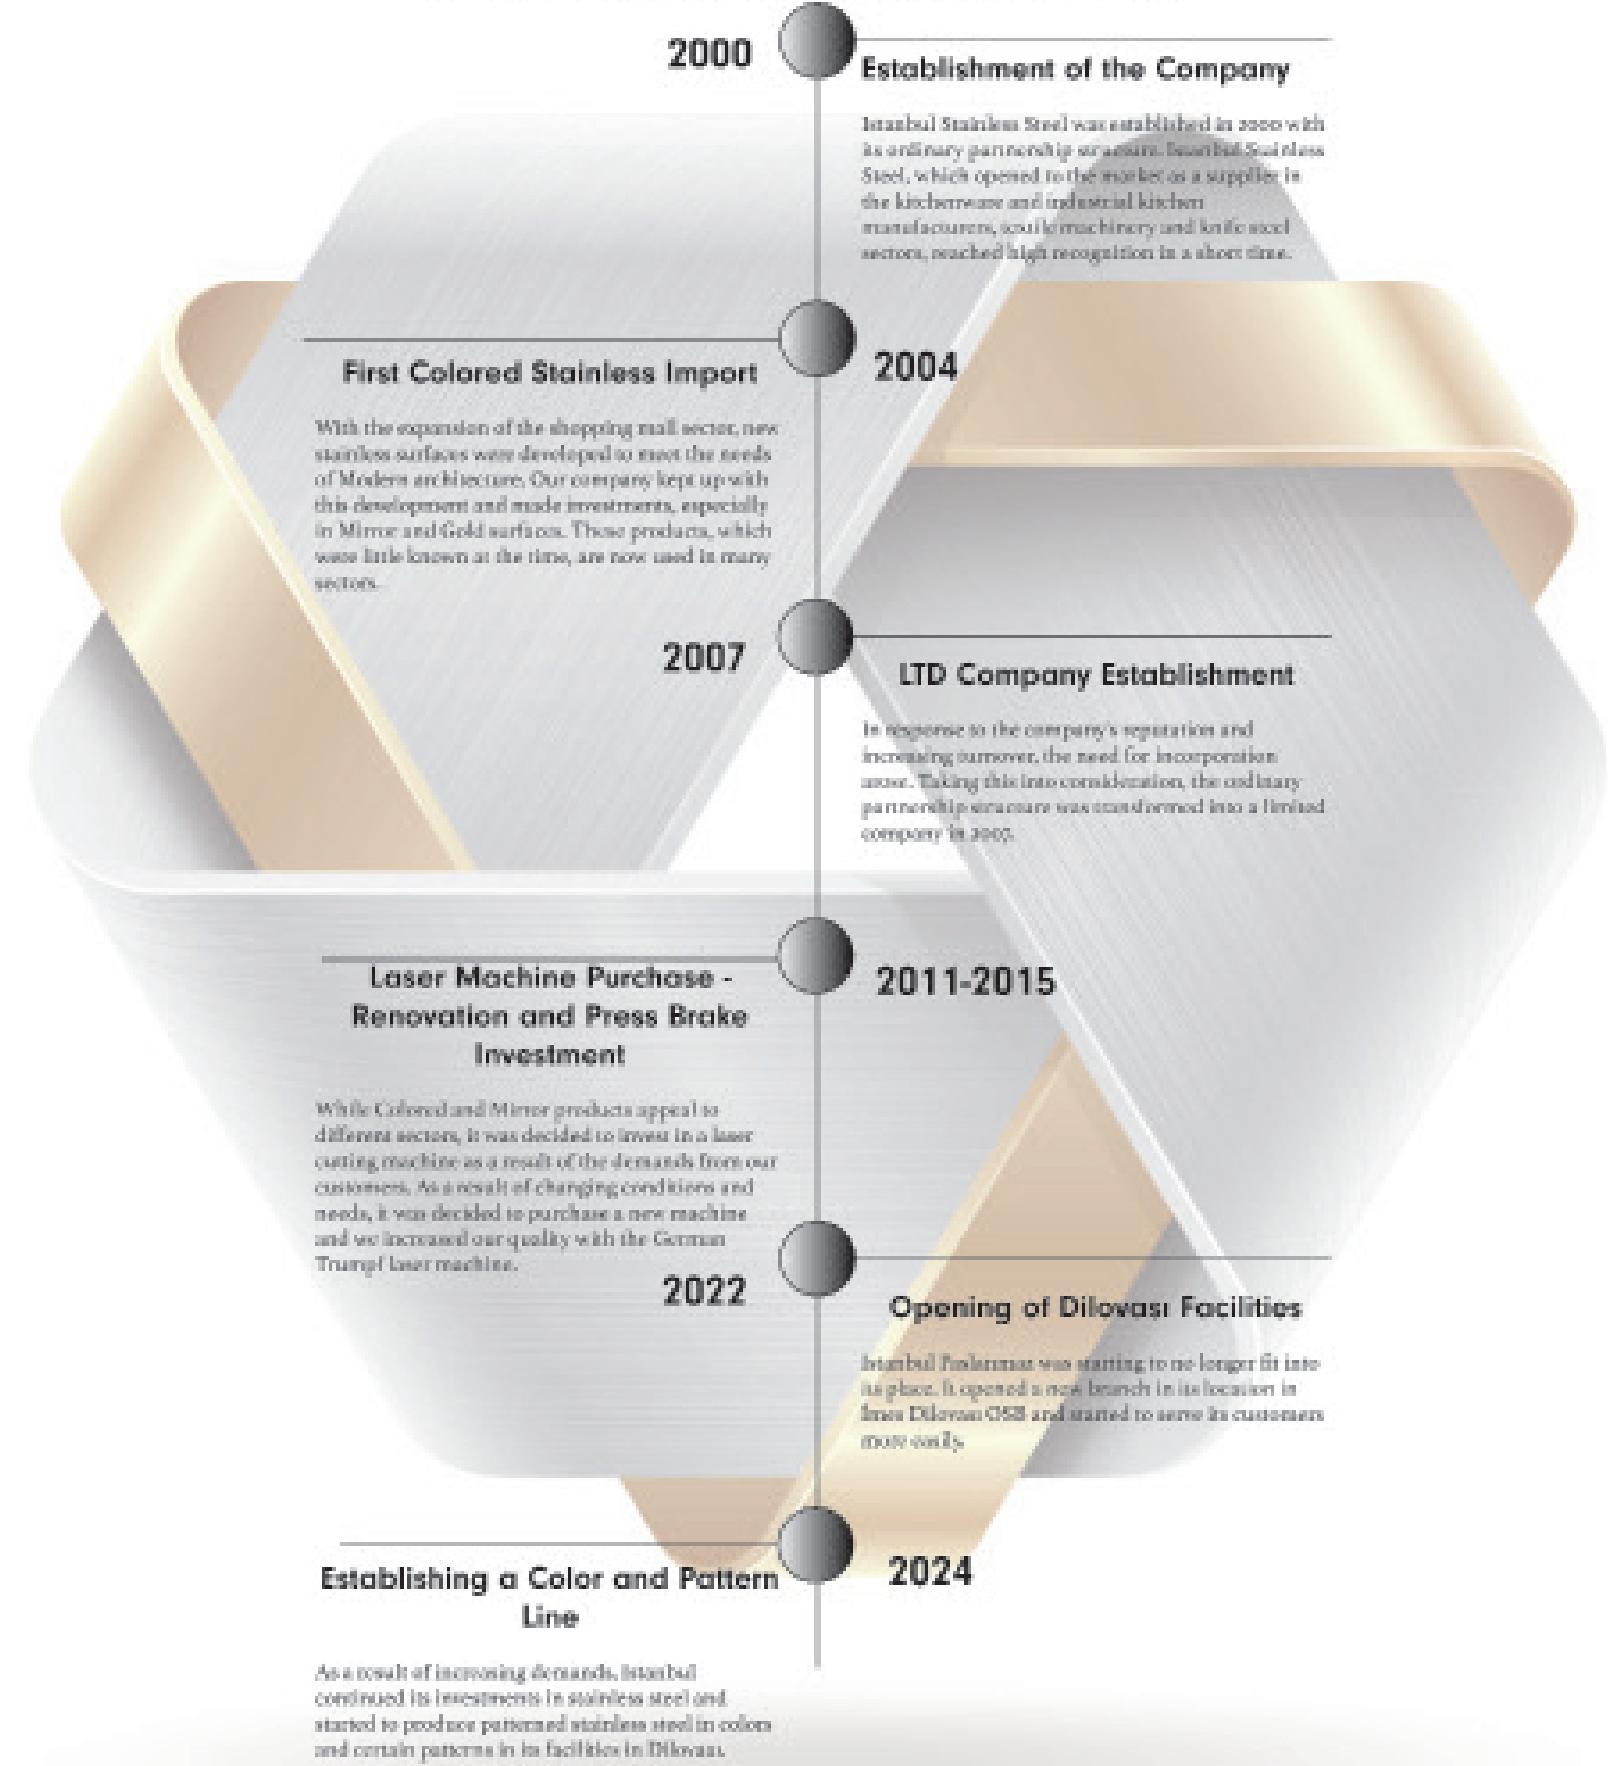 2000
Establishment of the Company
Istanbul Stainless Steel was established in 2000 with
its ordinary partnership structure. Istanbul Stainless
Steel, which opened to the market as a supplier in
the kitchenware and industrial kitchen
manufacturers, textile machinery and knife steel
sectors, reached high recognition in a short time.
2004
First Colored Stainless Import
With the expansion of the shopping mall sector, new
stainless surfaces were developed to meet the needs
of Modern architecture. Our company kept up with
this development and made investments, especially
in Mirror and Gold surfaces. These products, which
were little known at the time, are now used in many
sectors.
2007
LTD Company Establishment
In response to the company's reputation and
increasing turnover, the need for incorporation
arose. Taking this into consideration, the ordinary
partnership structure was transformed into a limited
company in 2007.
2011-2015
Laser Machine Purchase -
Renovation and Press Brake
Investment
While Colored and Mirror products appeal to
different sectors, it was decided to invest in a laser
cutting machine as a result of the demands from our
customers. As a result of changing conditions and
needs, it was decided to purchase a new machine
and we increased our quality with the German
Trumpf laser machine.
2022
Opening of Dilovası Facilities
Istanbul Paslanmaz was starting to no longer fit into
its place. It opened a new branch in its location in
İmes Dilovası OSB and started to serve its customers
more easily.
2024
Establishing a Color and Pattern
Line
As a result of increasing demands, Istanbul
continued its investments in stainless steel and
started to produce patterned stainless steel in colors
and certain patterns in its facilities in Dilovası.